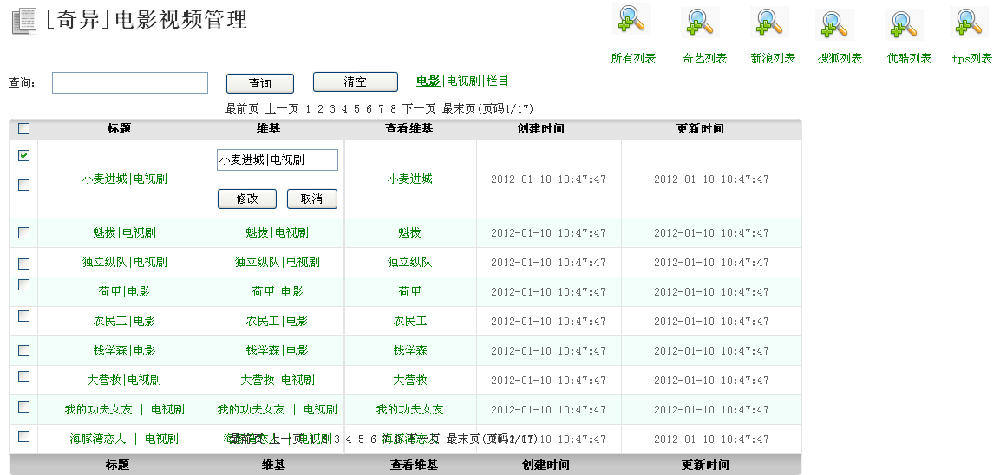 [奇异]电影视频管理
所有列表 奇艺列表 新浪列表 搜狐列表 优酷列表 tps列表
查询: 查询 清空 电影|电视剧|栏目
最前页 上一页 1 2 3 4 5 6 7 8 下一页 最末页(页码1/17)
标题 维基 查看维基 创建时间 更新时间
小麦进城|电视剧
小麦进城|电视剧 小麦进城 2012-01-10 10:47:47 2012-01-10 10:47:47
修改 取消
魁拔|电视剧 魁拔|电视剧 魁拔 2012-01-10 10:47:47 2012-01-10 10:47:47
独立纵队|电视剧 独立纵队|电视剧 独立纵队 2012-01-10 10:47:47 2012-01-10 10:47:47
荷甲|电影 荷甲|电影 荷甲 2012-01-10 10:47:47 2012-01-10 10:47:47
农民工|电影 农民工|电影 农民工 2012-01-10 10:47:47 2012-01-10 10:47:47
钱学森|电影 钱学森|电影 钱学森 2012-01-10 10:47:47 2012-01-10 10:47:47
大营救|电视剧 大营救|电视剧 大营救 2012-01-10 10:47:47 2012-01-10 10:47:47
我的功夫女友 | 电视剧 我的功夫女友 | 电视剧 我的功夫女友 2012-01-10 10:47:47 2012-01-10 10:47:47
海豚湾恋人 | 电视剧 海豚湾恋人 | 电视剧 海豚湾恋人 2012-01-10 10:47:47 2012-01-10 10:47:47
最前页 上一页 1 2 3 4 5 6 7 8 下一页 最末页(页码1/17)
标题 维基 查看维基 创建时间 更新时间